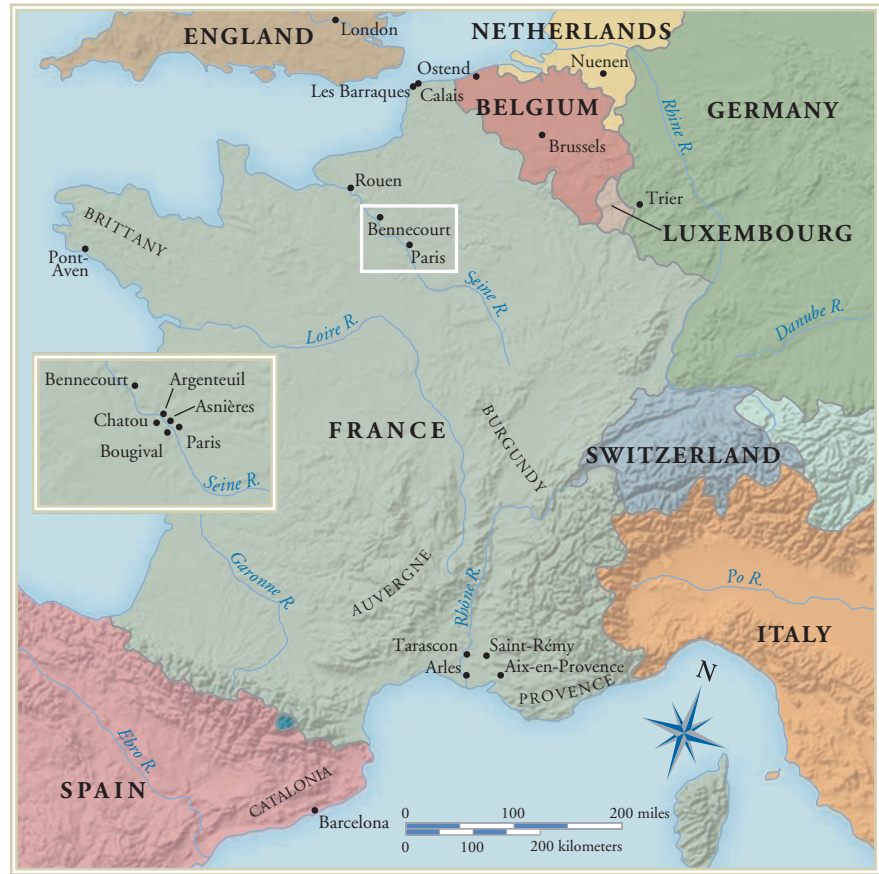 ENGLAND
London
NETHERLANDS
Ostend
Nuenen
Les Barraques
Calais
BELGIUM
Rhine R.
GERMANY
Brussels
Rouen
Trier
BRITTANY
Bennecourt
LUXEMBOURG
Pont-
Aven
Paris
Seine R.
Loire R.
Danube R.
Bennecourt
Argenteuil
Asnières
Chatou
Paris
Bougival
Seine R.
FRANCE
BURGUNDY
SWITZERLAND
Garonne R.
AUVERGNE
Rhône R.
Po R.
ITALY
Tarascon
Saint-Rémy
Arles
Aix-en-Provence
PROVENCE
N
Ebro R.
SPAIN
CATALONIA
Barcelona
0 100 200 miles
0 100 200 kilometers